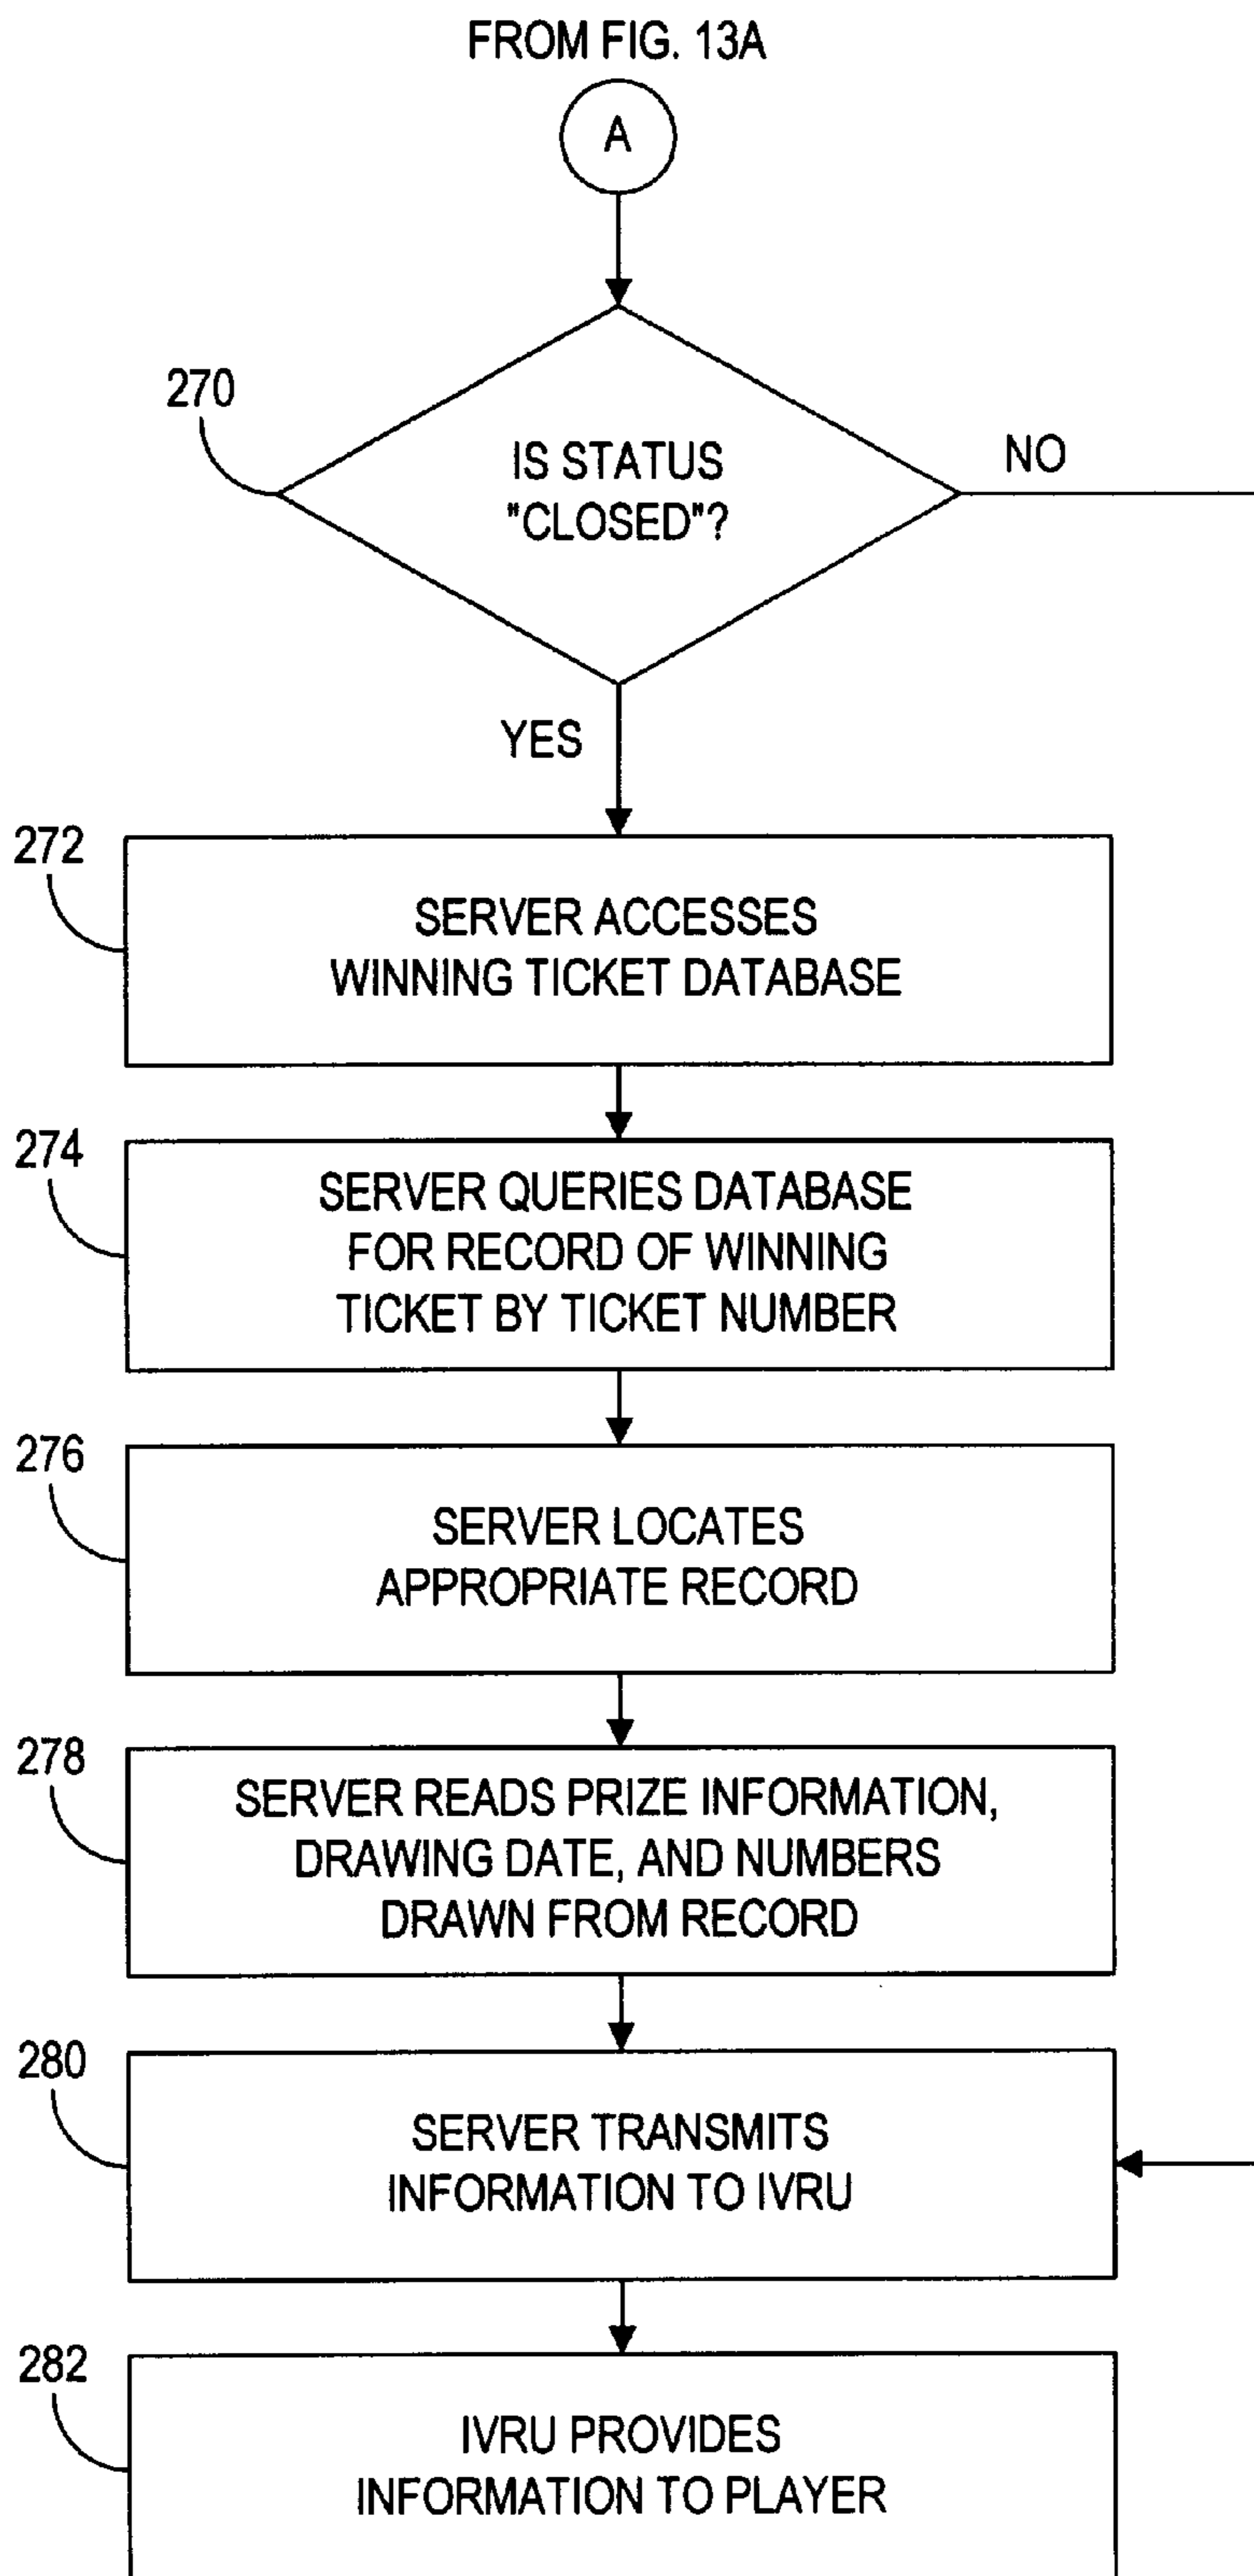 FROM FIG. 13A
A
270
IS STATUS
"CLOSED"?
NO
YES
272
SERVER ACCESSES
WINNING TICKET DATABASE
274
SERVER QUERIES DATABASE
FOR RECORD OF WINNING
TICKET BY TICKET NUMBER
276
SERVER LOCATES
APPROPRIATE RECORD
278
SERVER READS PRIZE INFORMATION,
DRAWING DATE, AND NUMBERS
DRAWN FROM RECORD
280
SERVER TRANSMITS
INFORMATION TO IVRU
282
IVRU PROVIDES
INFORMATION TO PLAYER